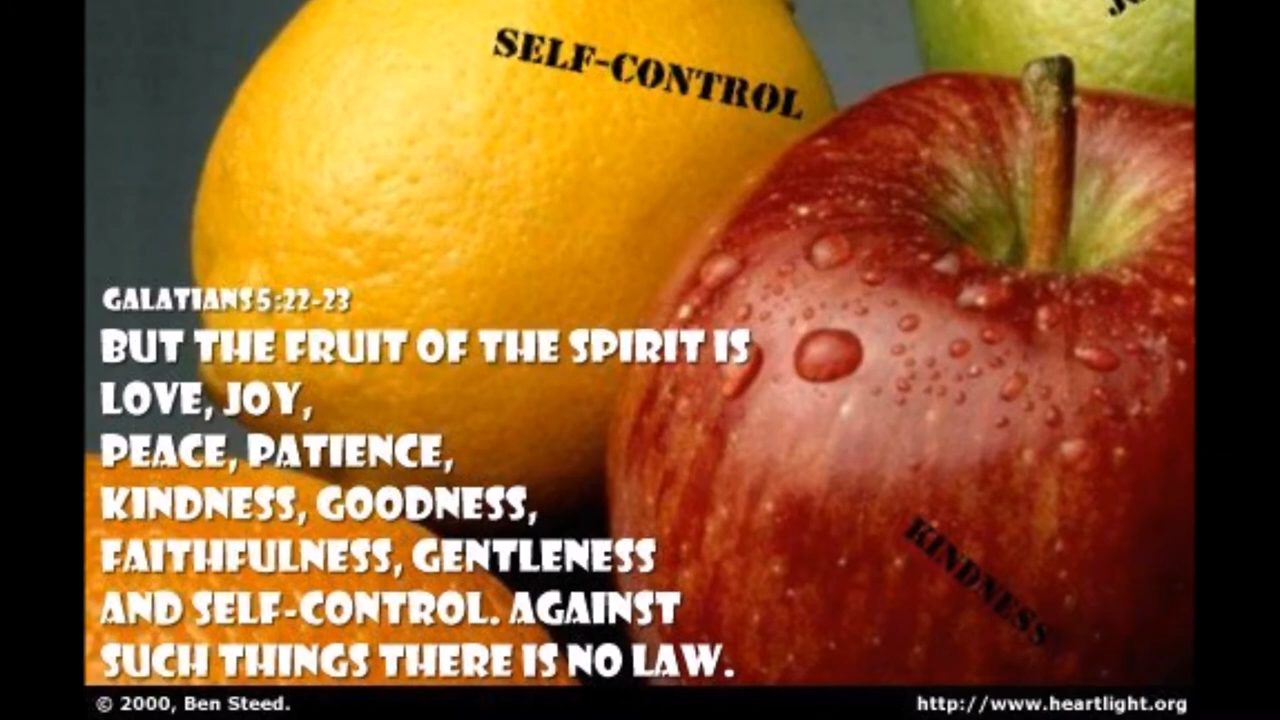 SELF-CONTROL
GALATIANS 5:22-23
BUT THE FRUIT OF THE SPIRIT IS
LOVE, JOY,
PEACE, PATIENCE,
KINDNESS, GOODNESS,
FAITHFULNESS, GENTLENESS
AND SELF-CONTROL. AGAINST
SUCH THINGS THERE IS NO LAW.
KINDNESS
© 2000, Ben Steed.
http://www.heartlight.org